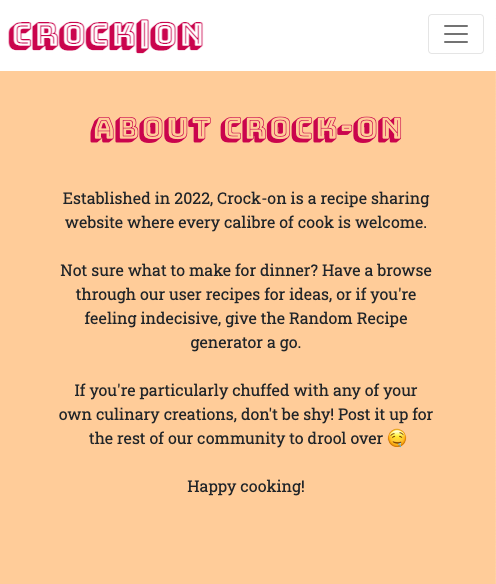 CROCK|ON
ABOUT CROCK-ON
Established in 2022, Crock-on is a recipe sharing
website where every calibre of cook is welcome.
Not sure what to make for dinner? Have a browse
through our user recipes for ideas, or if you're
feeling indecisive, give the Random Recipe
generator a go.
If you're particularly chuffed with any of your
own culinary creations, don't be shy! Post it up for
the rest of our community to drool over 🤤
Happy cooking!